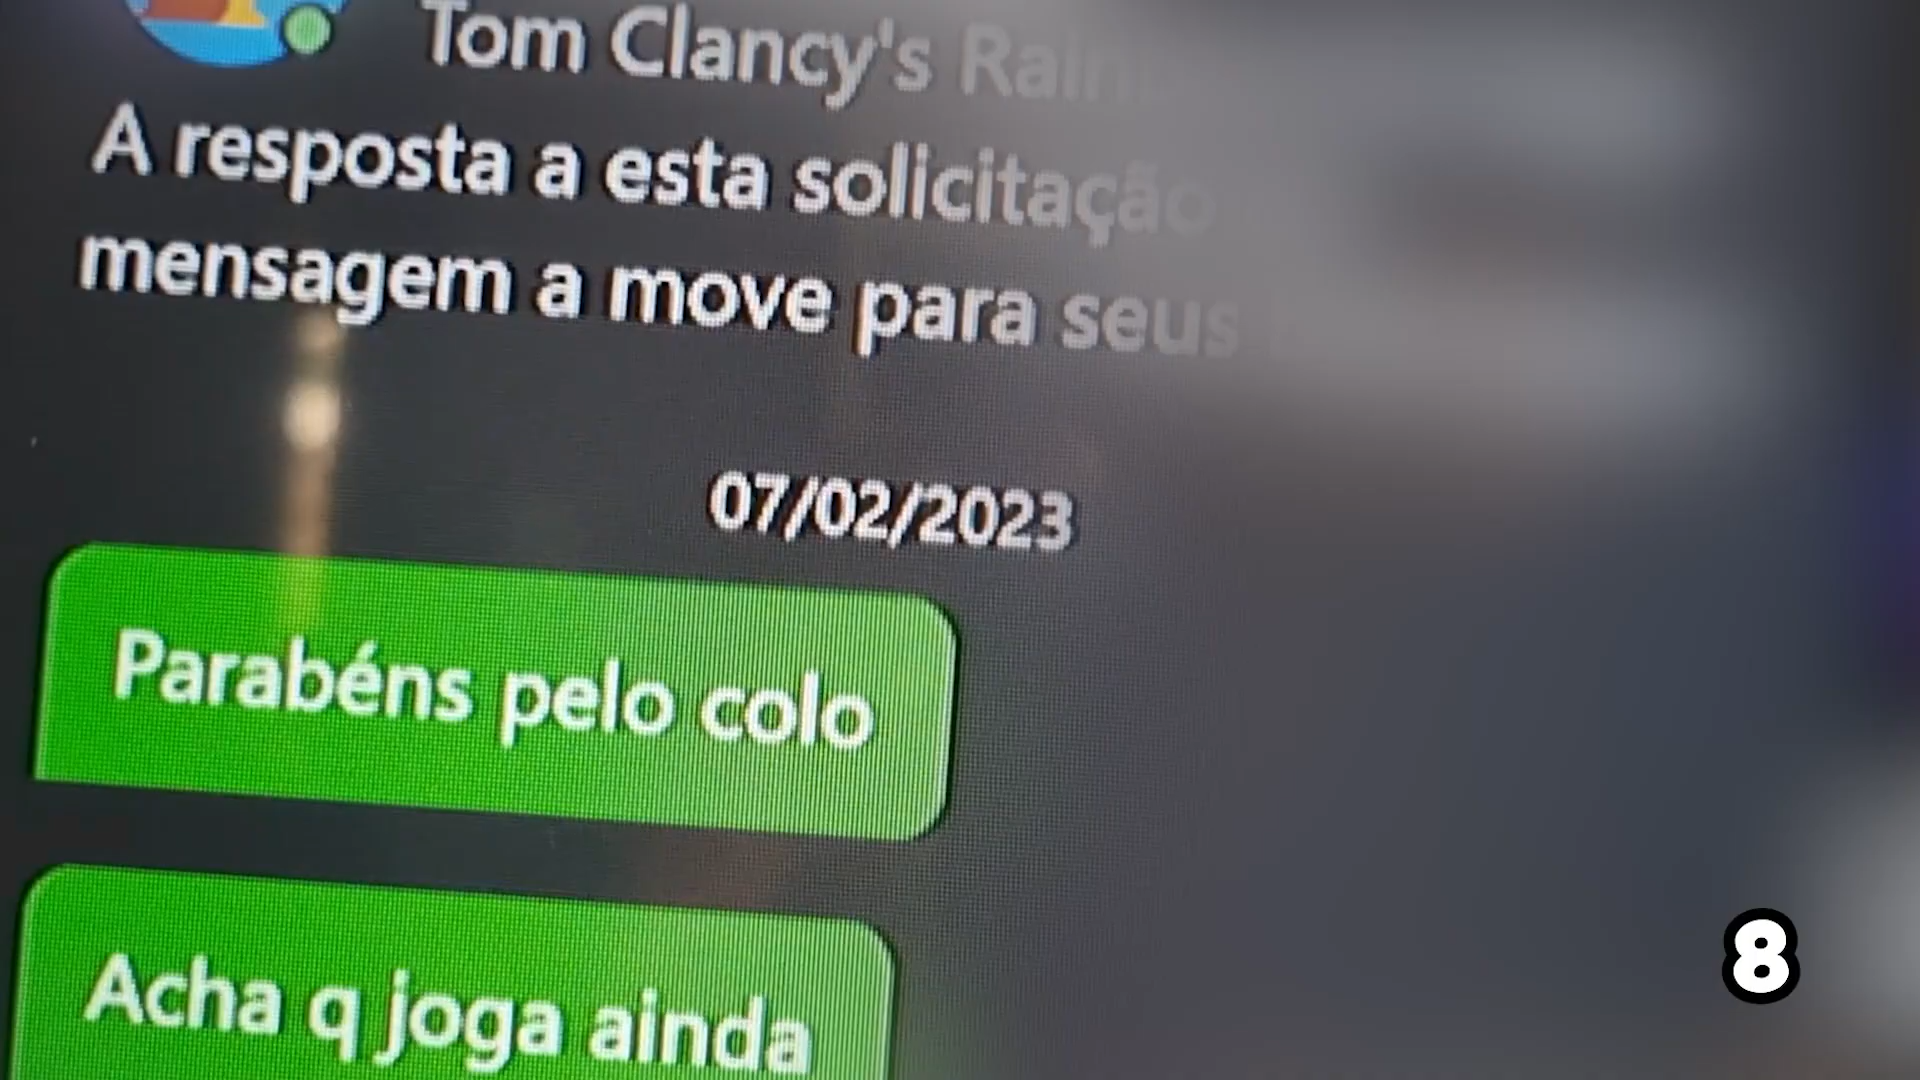 Tom Clancy's Rain
A resposta a esta solicitação
mensagem a move para seus
07/02/2023
Parabéns pelo colo
Acha q joga ainda
8